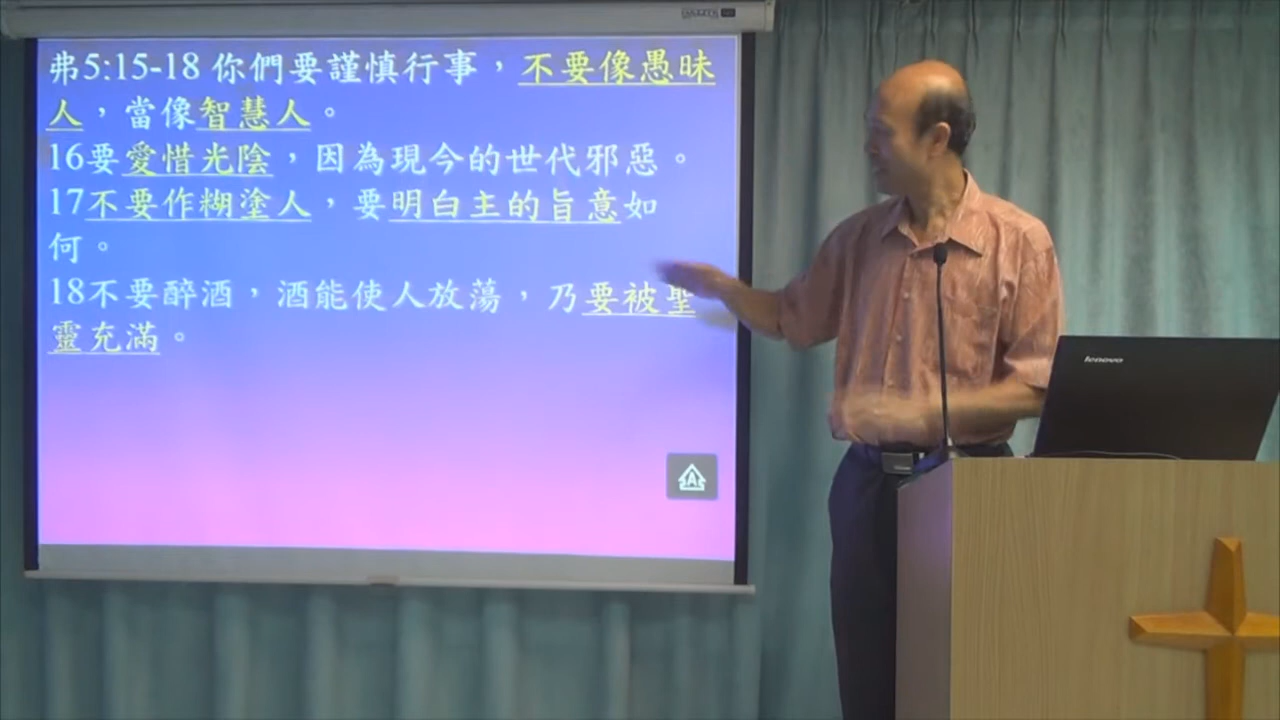 弗5:15-18 你們要謹慎行事，不要像愚昧
人，當像智慧人。
16要愛惜光陰，因為現今的世代邪惡。
17不要作糊塗人，要明白主的旨意如
何。
18不要醉酒，酒能使人放蕩，乃要被聖
靈充滿。
A
lenovo